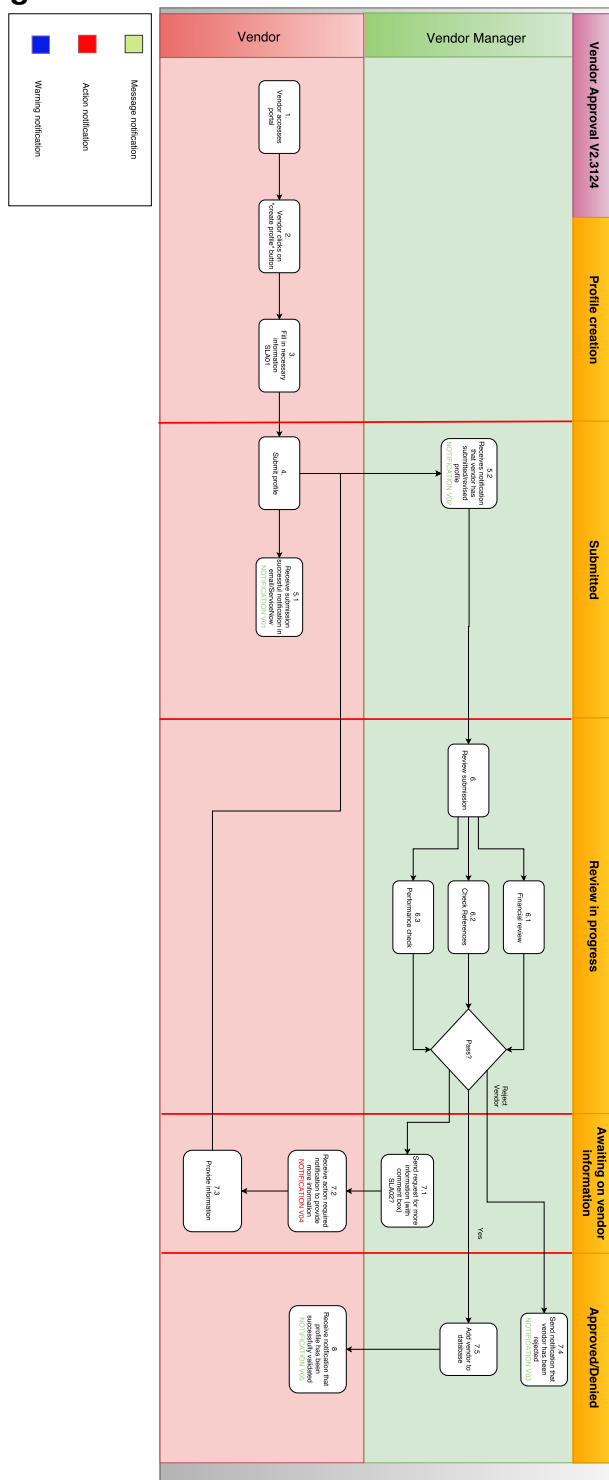 g
Vendor Approval V2.3124
Profile creation
Submitted
Review in progress
Awaiting on vendor
information
Approved/Denied
Vendor Manager
Vendor
Message notification
Action notification
Warning notification
1.
Vendor accesses
portal
2.
Vendor clicks on
"create profile" button
3.
Fill in necessary
information
SLA01
4.
Submit profile
5.1
Receive submission
successful notification in
email/ServiceNow
NOTIFICATION V01
5.2
Receives notification
that vendor has
submitted/revised
profile
NOTIFICATION V02
6.
Review submission
6.1
Financial review
6.2
Check References
6.3
Performance check
Pass?
Reject
Vendor
Yes
7.1
Send request for more
information (with
comment box)
SLA02?
7.2
Receive action required
notification to provide
more information
NOTIFICATION V04
7.3
Provide information
7.4
Send notification that
vendor has been
rejected
NOTIFICATION V03
7.5
Add vendor to
database
8
Receive notification that
profile has been
successfully validated
NOTIFICATION V05